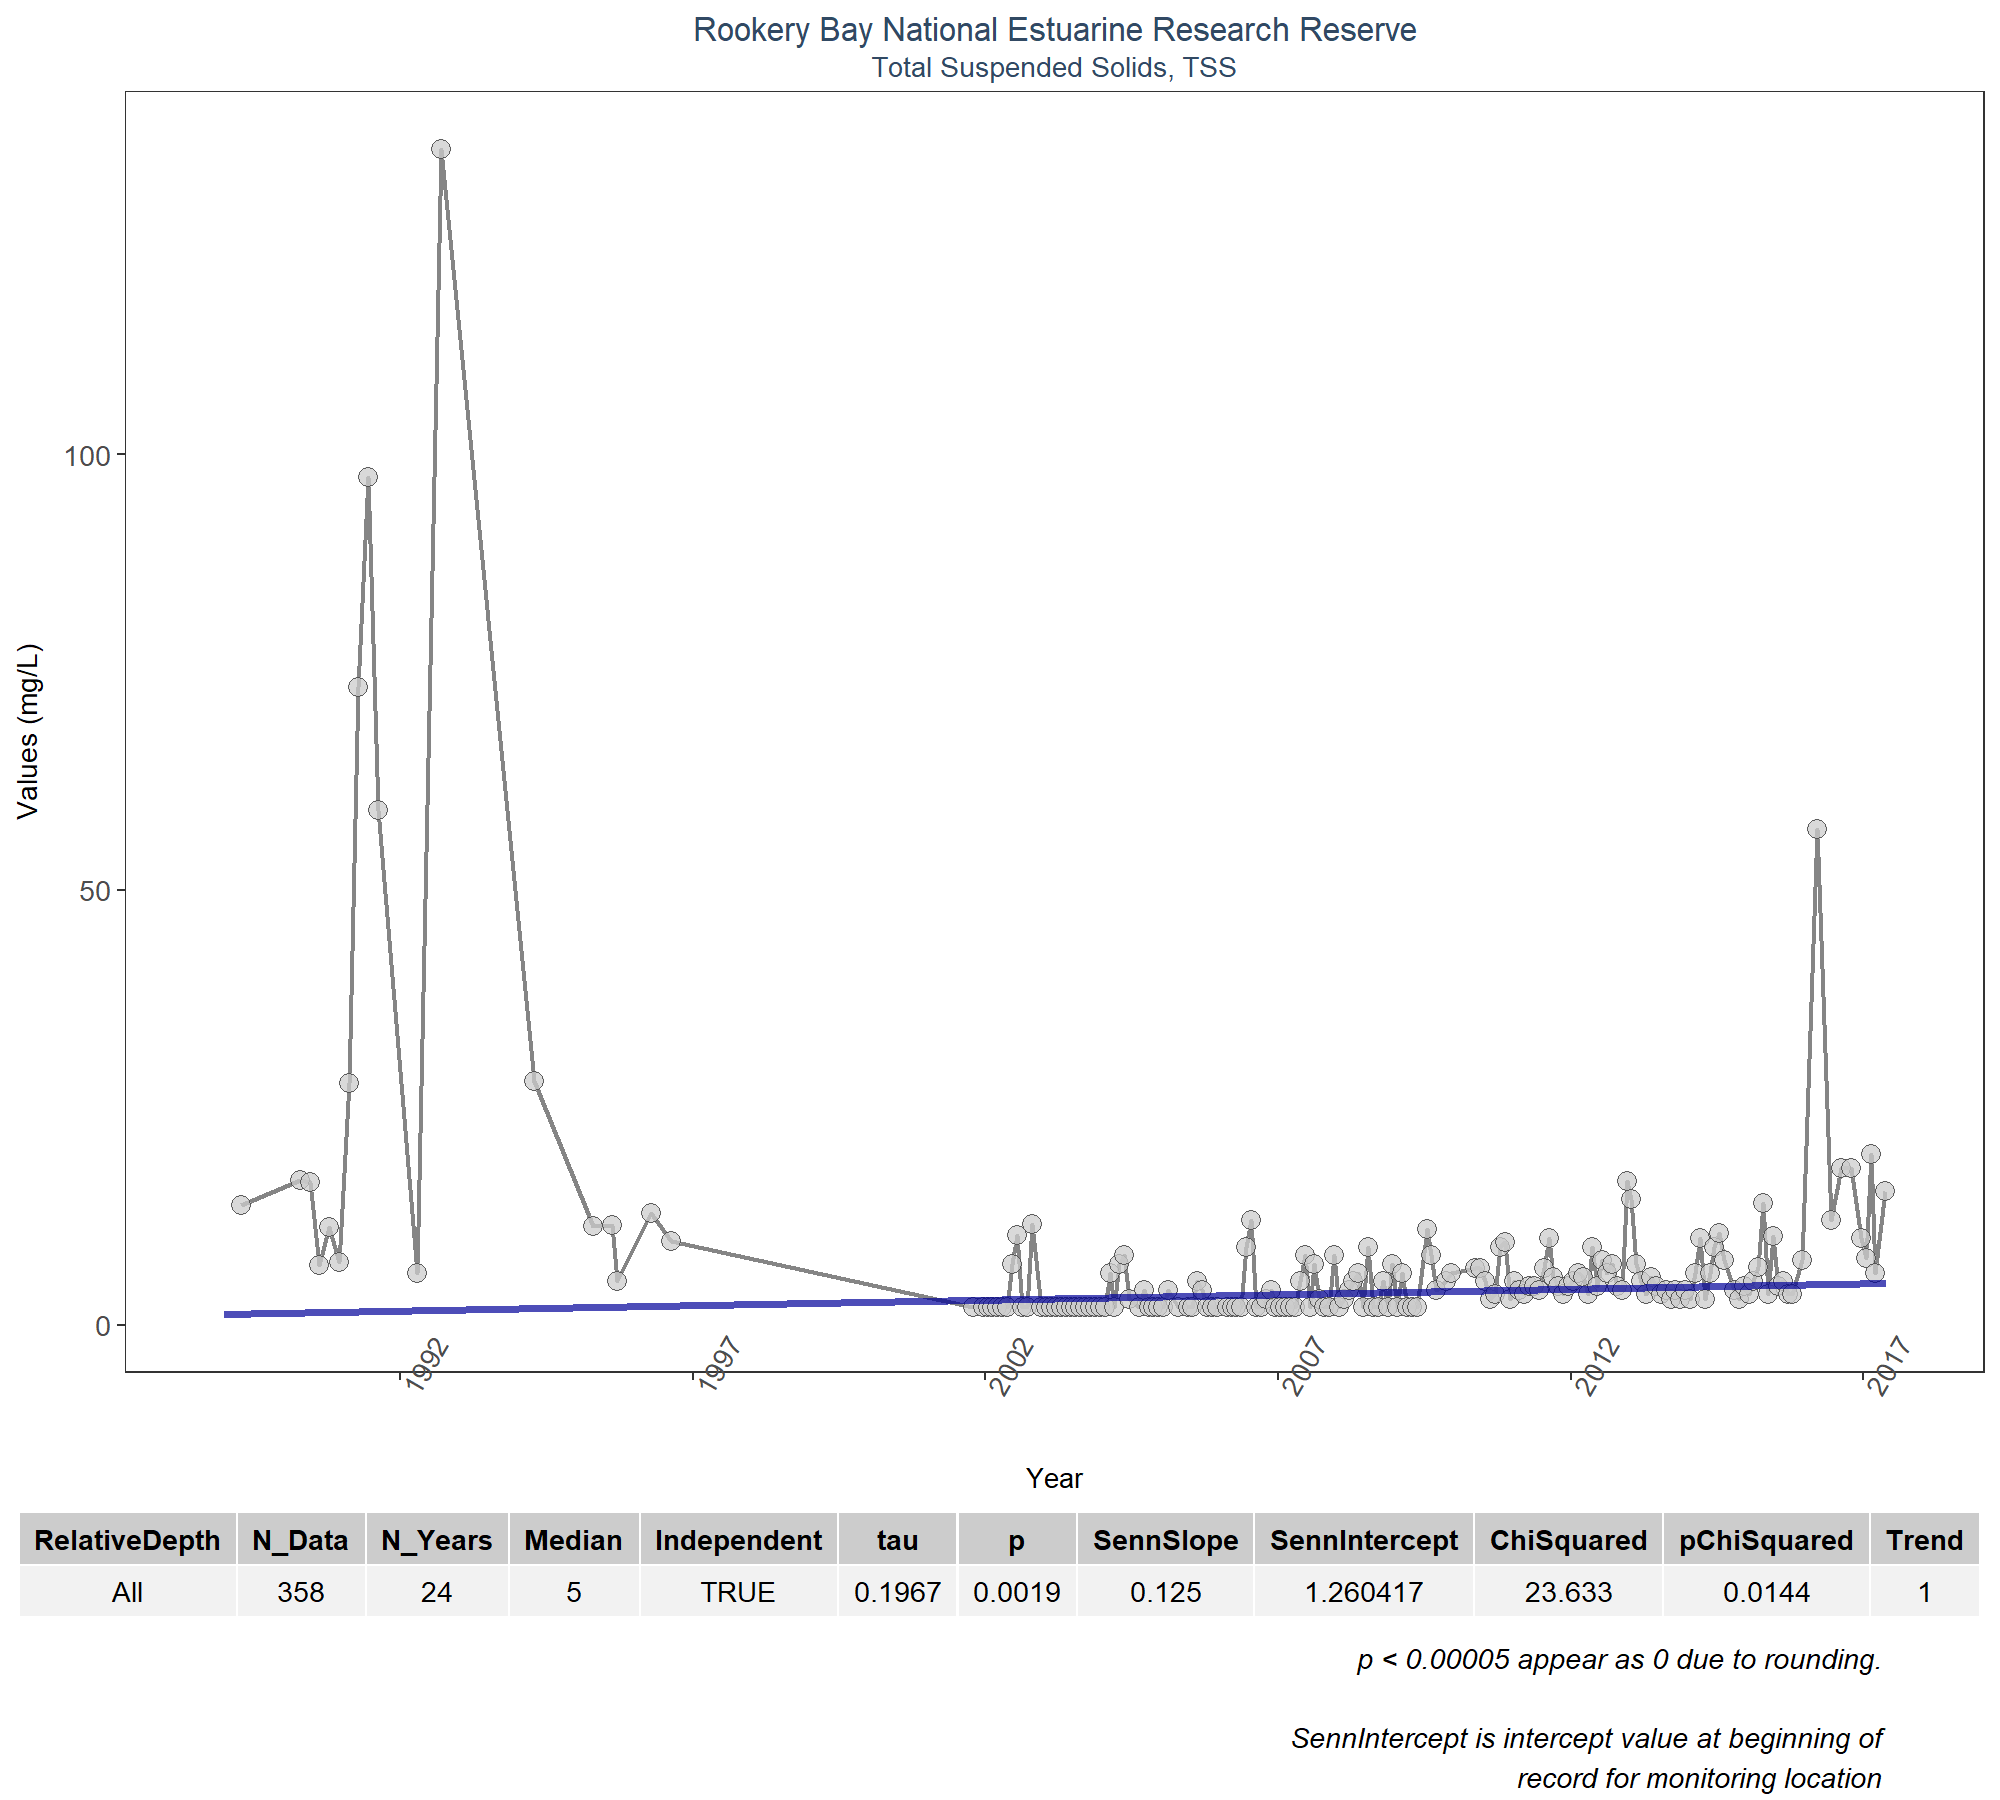 Rookery Bay National Estuarine Research Reserve
Total Suspended Solids, TSS
Values (mg/L)
100
50
0
1992 1997 2002 2007 2012 2017
Year
RelativeDepth N_Data N_Years Median Independent tau p SennSlope SennIntercept ChiSquared pChiSquared Trend
All 358 24 5 TRUE 0.1967 0.0019 0.125 1.260417 23.633 0.0144 1
p < 0.00005 appear as 0 due to rounding.
SennIntercept is intercept value at beginning of
record for monitoring location